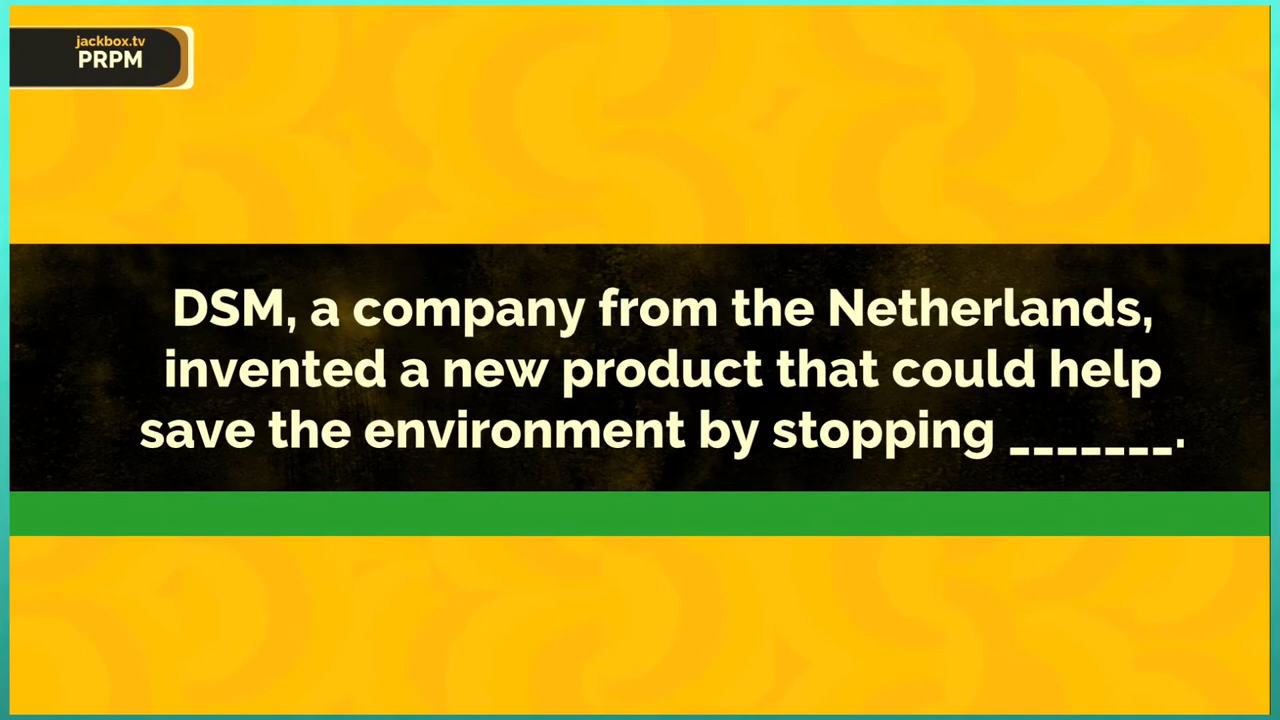 jackbox.tv
PRPM
DSM, a company from the Netherlands,
invented a new product that could help
save the environment by stopping _______.